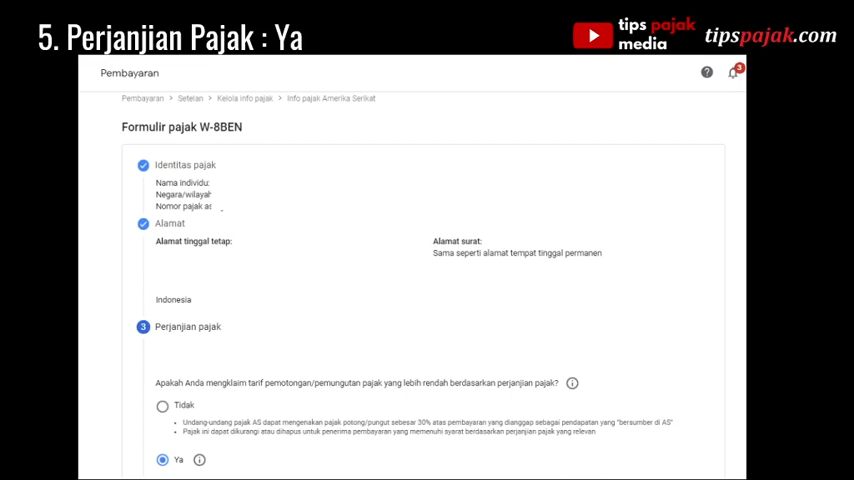 5. Perjanjian Pajak : Ya
tips pajak
media
tipspajak.com
Pembayaran
3
Pembayaran > Setelan > Kelola info pajak > Info pajak Amerika Serikat
Formulir pajak W-8BEN
Identitas pajak
Nama individu:
Negara/wilayah
Nomor pajak as
Alamat
Alamat tinggal tetap:
Alamat surat:
Sama seperti alamat tempat tinggal permanen
Indonesia
3 Perjanjian pajak
Apakah Anda mengklaim tarif pemotongan/pemungutan pajak yang lebih rendah berdasarkan perjanjian pajak?
Tidak
• Undang-undang pajak AS dapat mengenakan pajak potong/pungut sebesar 30% atas pembayaran yang dianggap sebagai pendapatan yang "bersumber di AS"
• Pajak ini dapat dikurangi atau dihapus untuk penerima pembayaran yang memenuhi syarat berdasarkan perjanjian pajak yang relevan
Ya